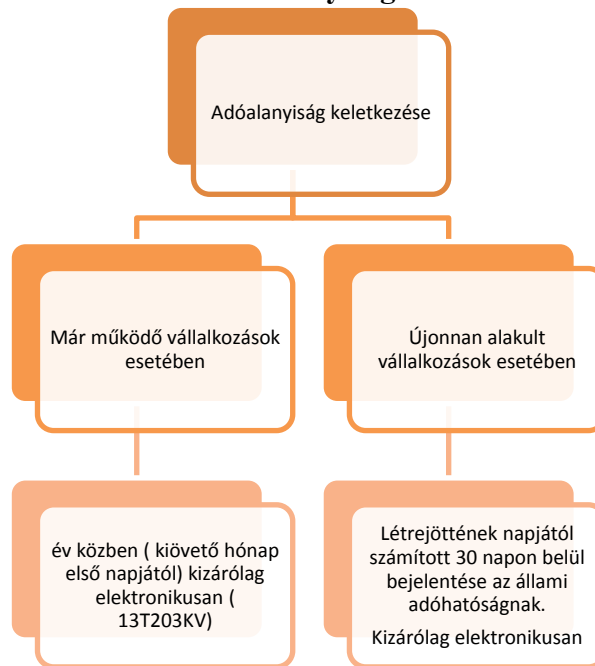 Adóalanyiság keletkezése
Már működő vállalkozások
esetében
Újonnan alakult
vállalkozások esetében
év közben ( kiövető hónap
első napjától) kizárólag
elektronikusan (
13T203KV)
Létrejöttének napjától
számított 30 napon belül
bejelentése az állami
adóhatóságnak.
Kizárólag elektronikusan